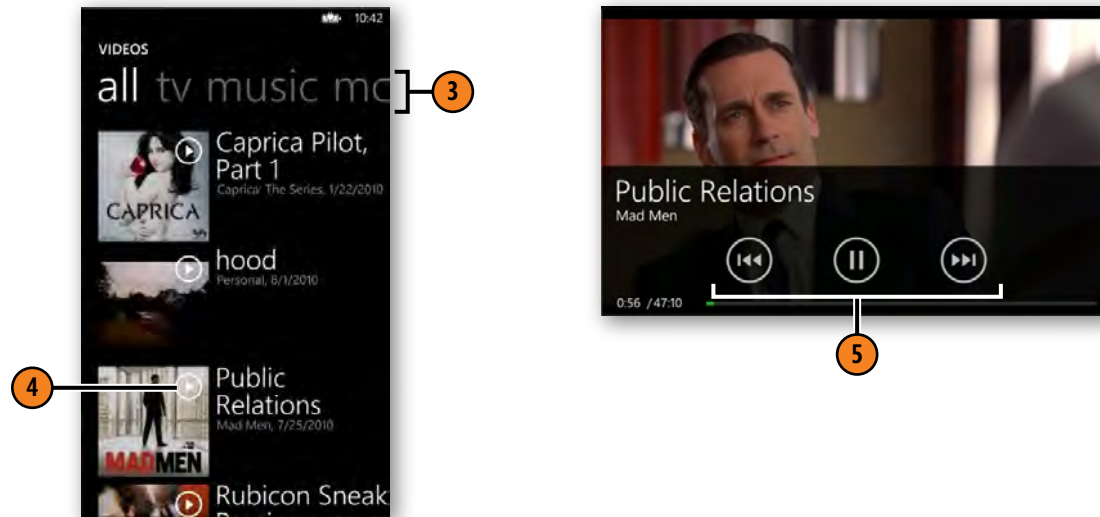 10:42
VIDEOS
all tv music mo
3
Caprica Pilot,
Part 1
Caprica: The Series, 1/22/2010
CAPRICA
hood
Personal, 8/1/2010
4
Public
Relations
Mad Men, 7/25/2010
MADMEN
Rubicon Sneak
Public Relations
Mad Men
0:56 / 47:10
5